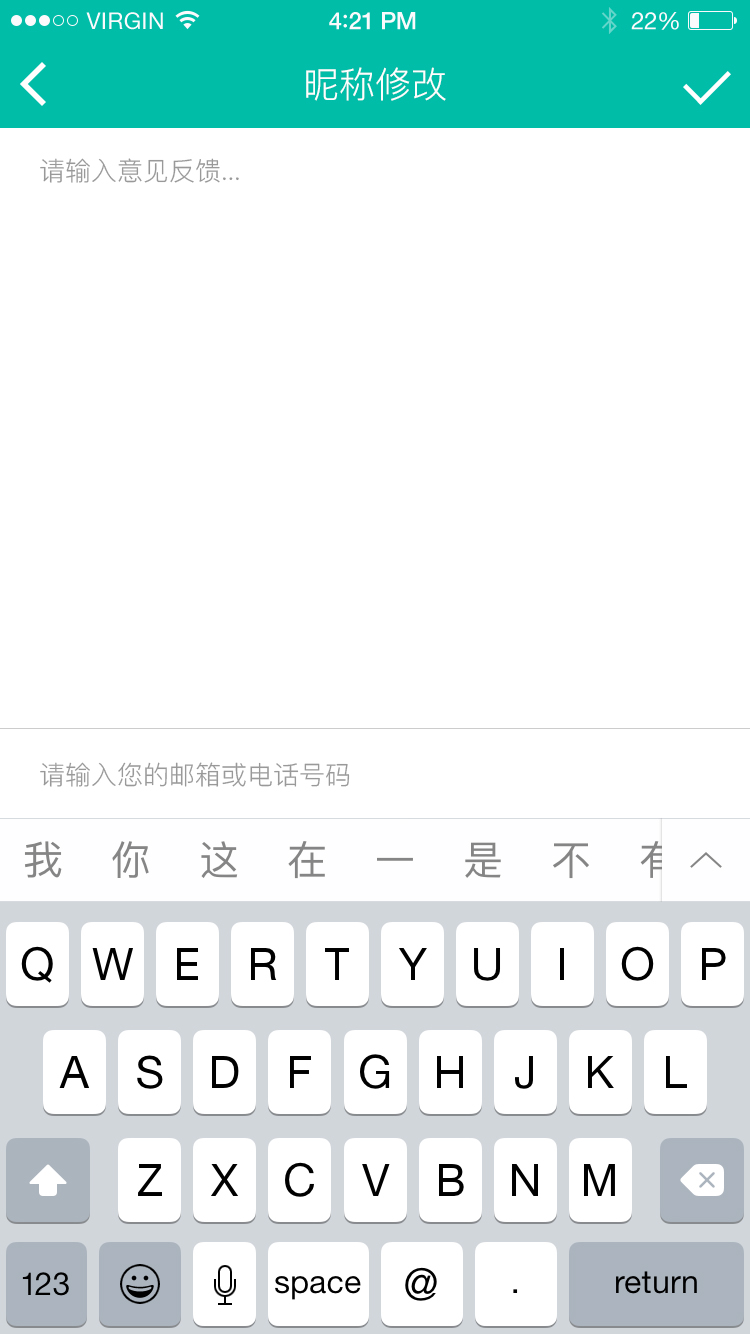 VIRGIN 4:21 PM 22%
昵称修改
请输入意见反馈...
请输入您的邮箱或电话号码
我 你 这 在 一 是 不 有
Q W E R T Y U I O P
A S D F G H J K L
Z X C V B N M
123 space @ . return